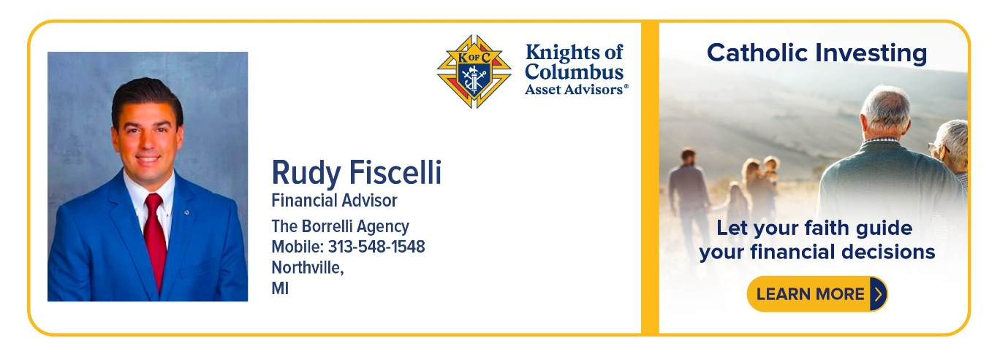 K OF C
Knights of
Columbus
Asset Advisors®
Rudy Fiscelli
Financial Advisor
The Borrelli Agency
Mobile: 313-548-1548
Northville,
MI
Catholic Investing
Let your faith guide
your financial decisions
LEARN MORE